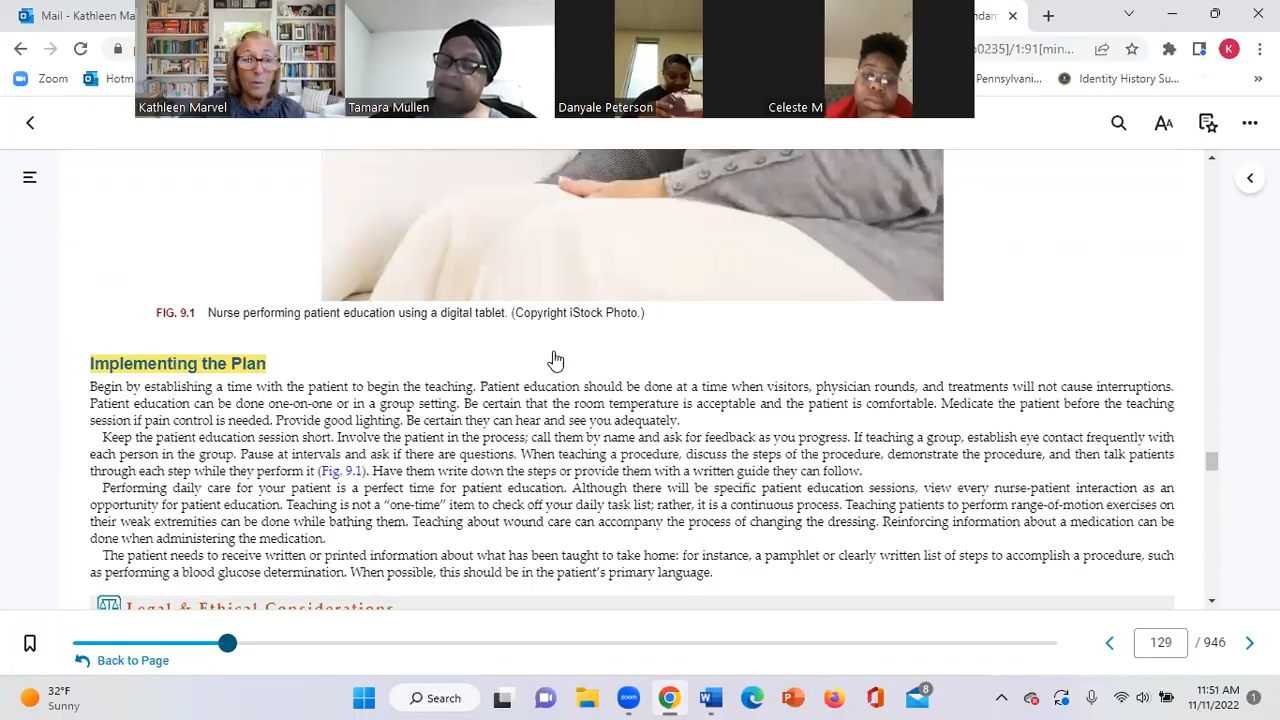 Mail - Kathleen Ma
ndam
0235]/1:91[min...
K
Zoom
Hotm
Pennsylvani...
Identity History Su...
»
Kathleen Marvel
Tamara Mullen
Danyale Peterson
Celeste M
AA
FIG. 9.1 Nurse performing patient education using a digital tablet. (Copyright iStock Photo.)
Implementing the Plan
Begin by establishing a time with the patient to begin the teaching. Patient education should be done at a time when visitors, physician rounds, and treatments will not cause interruptions.
Patient education can be done one-on-one or in a group setting. Be certain that the room temperature is acceptable and the patient is comfortable. Medicate the patient before the teaching
session if pain control is needed. Provide good lighting. Be certain they can hear and see you adequately.
Keep the patient education session short. Involve the patient in the process; call them by name and ask for feedback as you progress. If teaching a group, establish eye contact frequently with
each person in the group. Pause at intervals and ask if there are questions. When teaching a procedure, discuss the steps of the procedure, demonstrate the procedure, and then talk patients
through each step while they perform it (Fig. 9.1). Have them write down the steps or provide them with a written guide they can follow.
Performing daily care for your patient is a perfect time for patient education. Although there will be specific patient education sessions, view every nurse-patient interaction as an
opportunity for patient education. Teaching is not a “one-time” item to check off your daily task list; rather, it is a continuous process. Teaching patients to perform range-of-motion exercises on
their weak extremities can be done while bathing them. Teaching about wound care can accompany the process of changing the dressing. Reinforcing information about a medication can be
done when administering the medication.
The patient needs to receive written or printed information about what has been taught to take home: for instance, a pamphlet or clearly written list of steps to accomplish a procedure, such
as performing a blood glucose determination. When possible, this should be in the patient's primary language.
Legal & Ethical Considerations
129 / 946
Back to Page
32°F
Sunny
Search
zoom
8
11:51 AM
11/11/2022
1